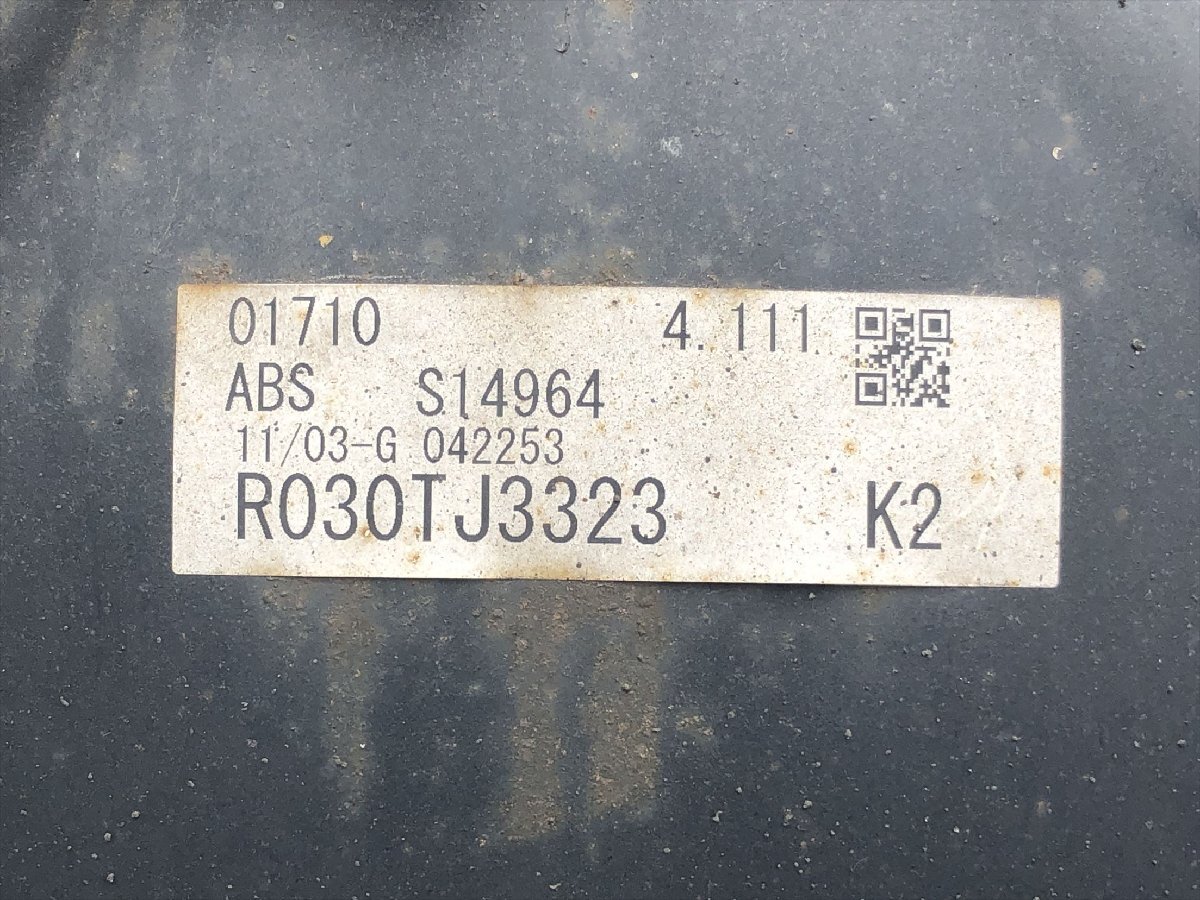 01710 4.111
ABS S14964
11/03-G 042253
R030TJ3323 K2